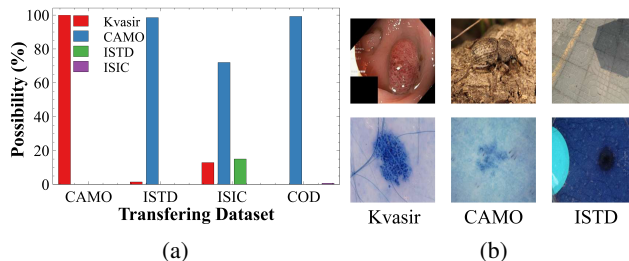 Possibility (%)
100
80
60
40
20
0
Kvasir
CAMO
ISTD
ISIC
CAMO ISTD ISIC COD
Transfering Dataset
(a)
Kvasir CAMO ISTD
(b)